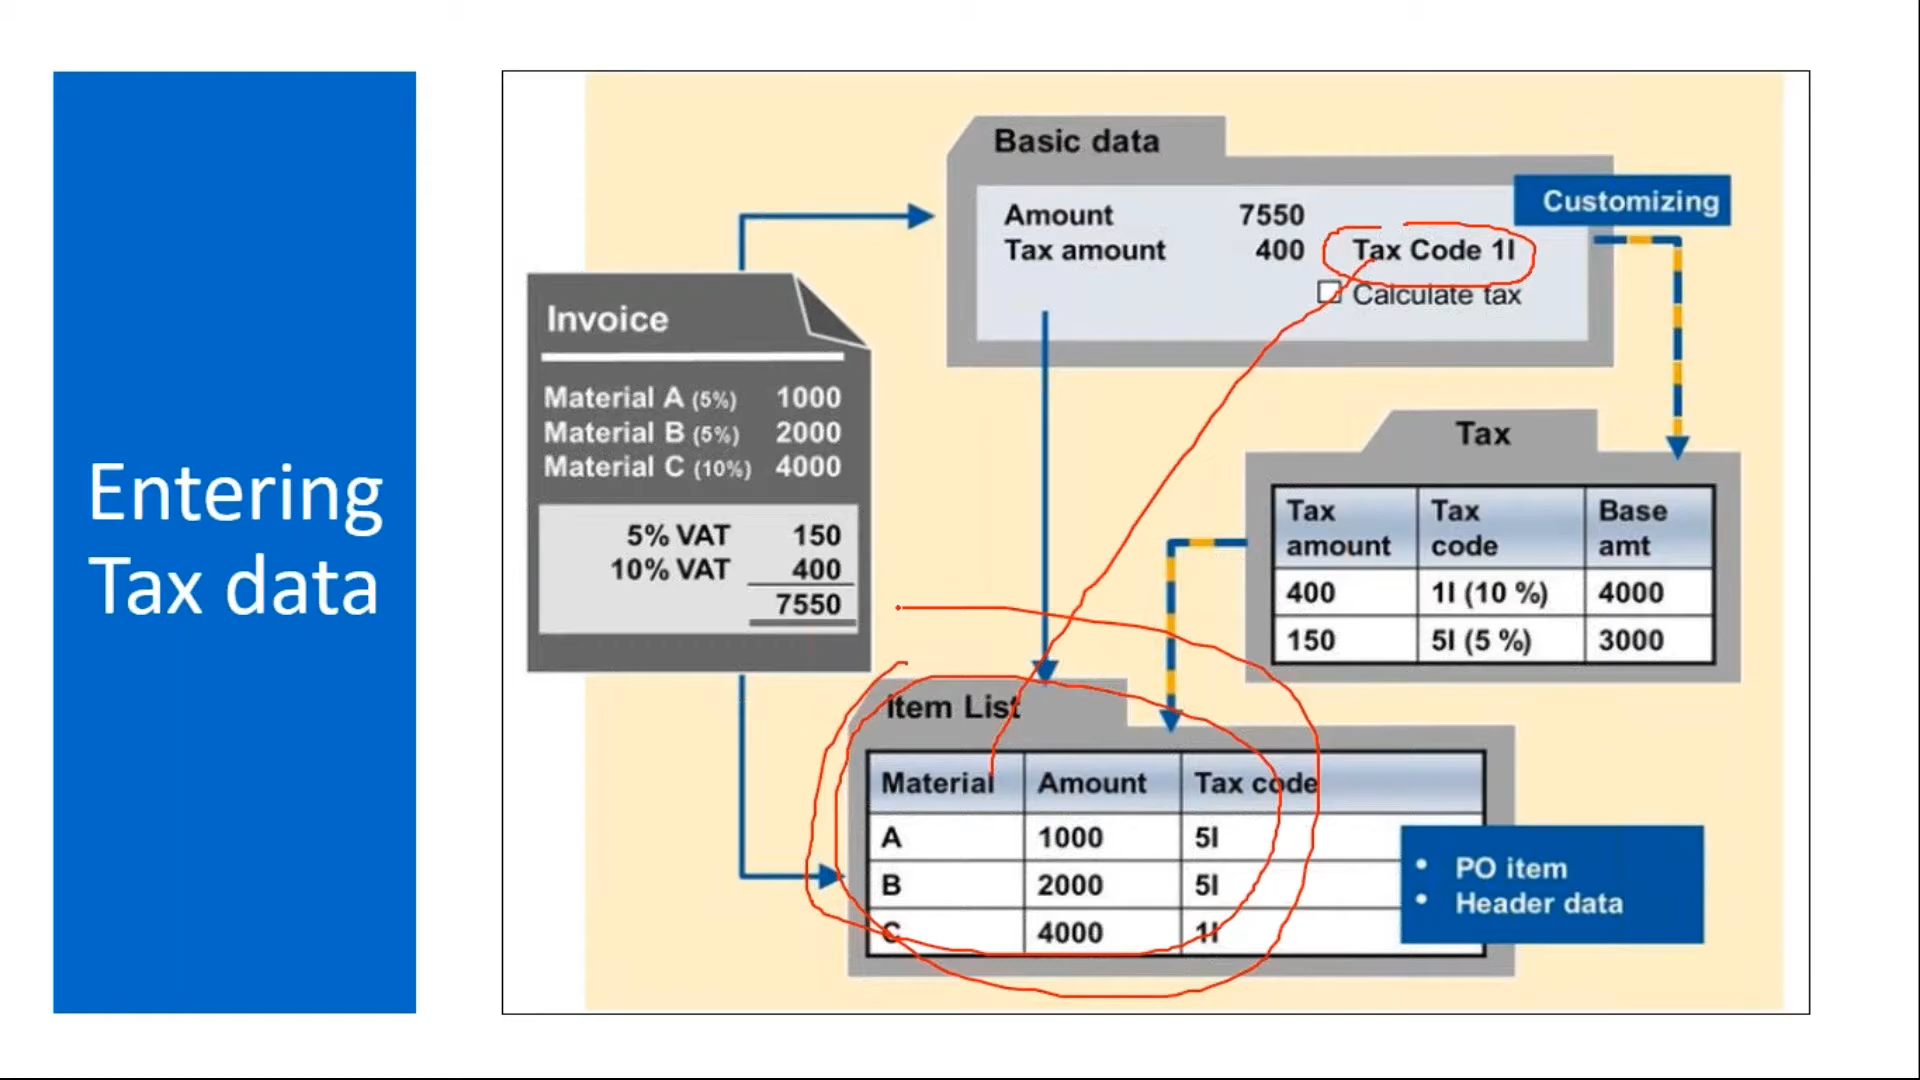 Entering
Tax data
Basic data
Amount 7550
Tax amount 400 Tax Code 1I
Calculate tax
Customizing
Invoice
Material A (5%) 1000
Material B (5%) 2000
Material C (10%) 4000
5% VAT 150
10% VAT 400
7550
Tax
Tax amount Tax code Base amt
400 1I (10 %) 4000
150 5I (5 %) 3000
Item List
Material Amount Tax code
A 1000 5I
B 2000 5I
C 4000 1I
• PO item
• Header data